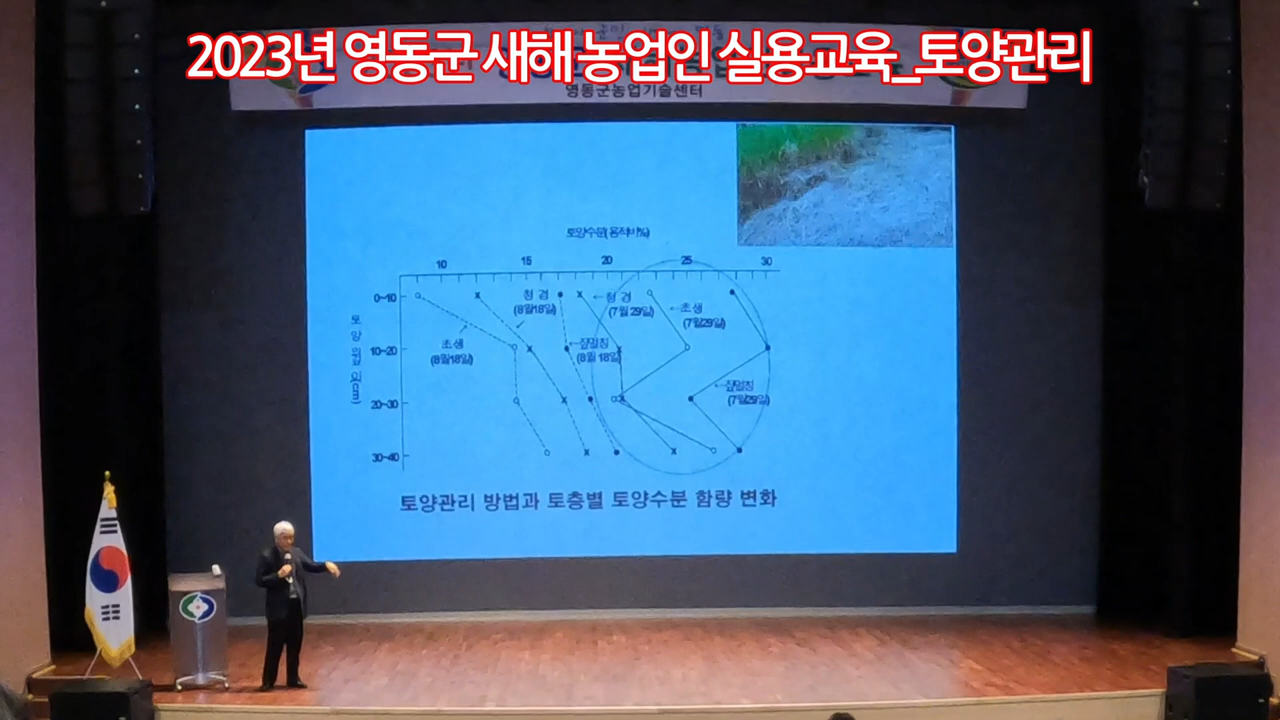 2023년 영동군 새해 농업인 실용교육_토양관리
영동군농업기술센터
토양수분(용적비%)
10 15 20 25 30
토양깊이(cm)
0~10
10~20
20~30
30~40
청 경
(8월18일)
청 경
(7월29일)
초생
(7월29일)
초생
(8월18일)
짚멀칭
(8월 18일)
짚멀칭
(7월29일)
토양관리 방법과 토층별 토양수분 함량 변화